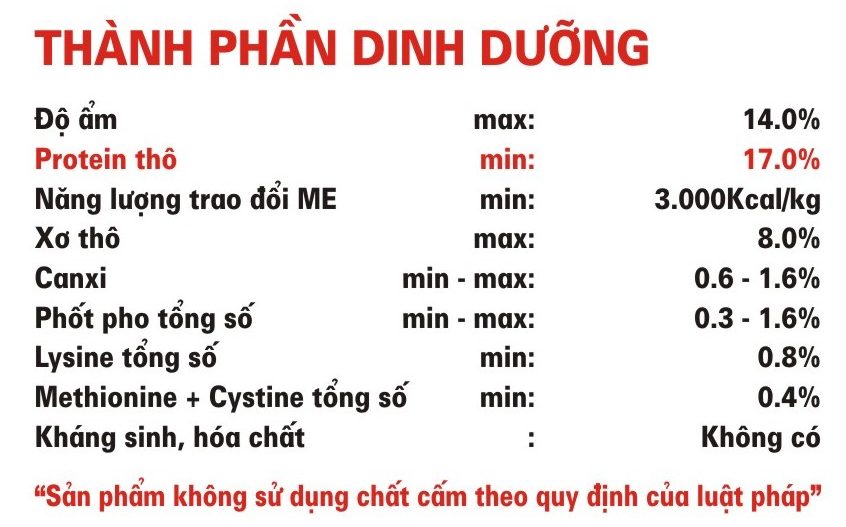 THÀNH PHẦN DINH DƯỠNG
Độ ẩm max: 14.0%
Protein thô min: 17.0%
Năng lượng trao đổi ME min: 3.000Kcal/kg
Xơ thô max: 8.0%
Canxi min - max: 0.6 - 1.6%
Phốt pho tổng số min - max: 0.3 - 1.6%
Lysine tổng số min: 0.8%
Methionine + Cystine tổng số min: 0.4%
Kháng sinh, hóa chất : Không có
“Sản phẩm không sử dụng chất cấm theo quy định của luật pháp”